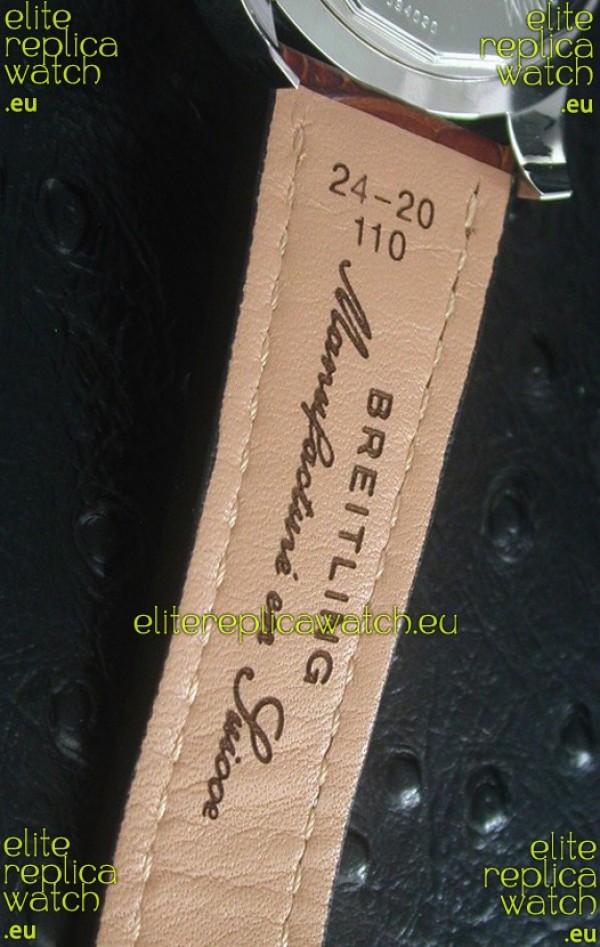 elite
replica
watch
.eu
elite
replica
watch
.eu
24-20
110
BREITLING
Manufacturé en Suisse
elitereplicawatch.eu
elite
replica
watch
.eu
elite
replica
watch
.eu